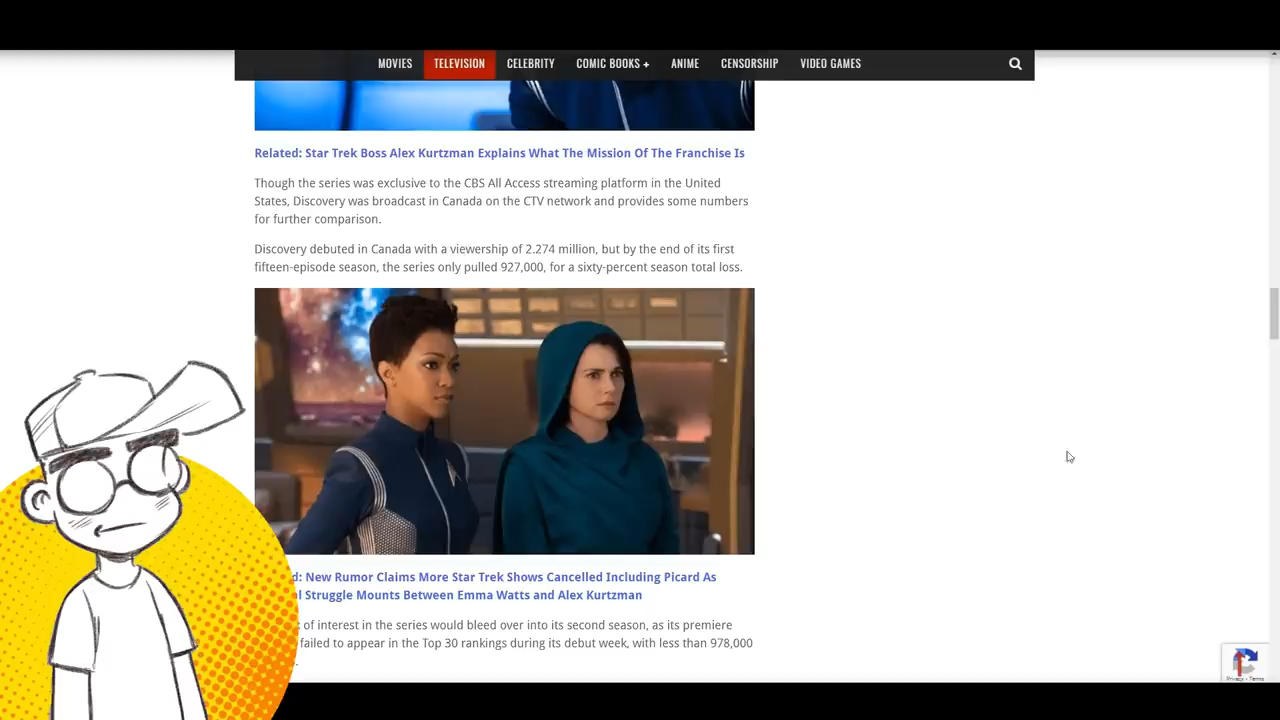 MOVIES TELEVISION CELEBRITY COMIC BOOKS + ANIME CENSORSHIP VIDEO GAMES
Related: Star Trek Boss Alex Kurtzman Explains What The Mission Of The Franchise Is
Though the series was exclusive to the CBS All Access streaming platform in the United
States, Discovery was broadcast in Canada on the CTV network and provides some numbers
for further comparison.
Discovery debuted in Canada with a viewership of 2.274 million, but by the end of its first
fifteen-episode season, the series only pulled 927,000, for a sixty-percent season total loss.
d: New Rumor Claims More Star Trek Shows Cancelled Including Picard As
l Struggle Mounts Between Emma Watts and Alex Kurtzman
of interest in the series would bleed over into its second season, as its premiere
failed to appear in the Top 30 rankings during its debut week, with less than 978,000
Privacy - Terms